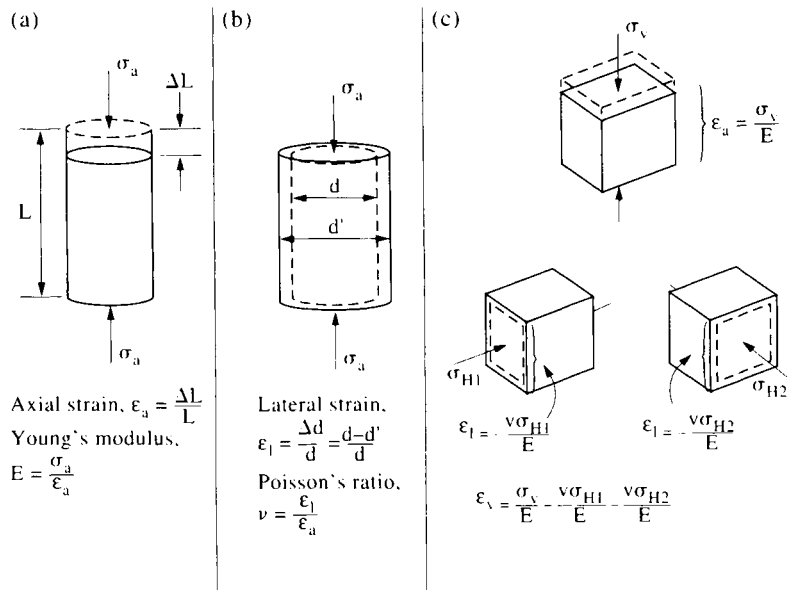 (a)
σₐ
ΔL
L
σₐ
Axial strain, εₐ = ΔL/L
Young's modulus,
E = σₐ/εₐ
(b)
σₐ
d
d'
σₐ
Lateral strain,
εₗ = Δd/d = d–d'/d
Poisson's ratio,
ν = εₗ/εₐ
(c)
σᵥ
εₐ = σᵥ/E
σH1
σH2
εₗ = - νσH1/E
εₗ = - νσH2/E
εᵥ = σᵥ/E - νσH1/E - νσH2/E